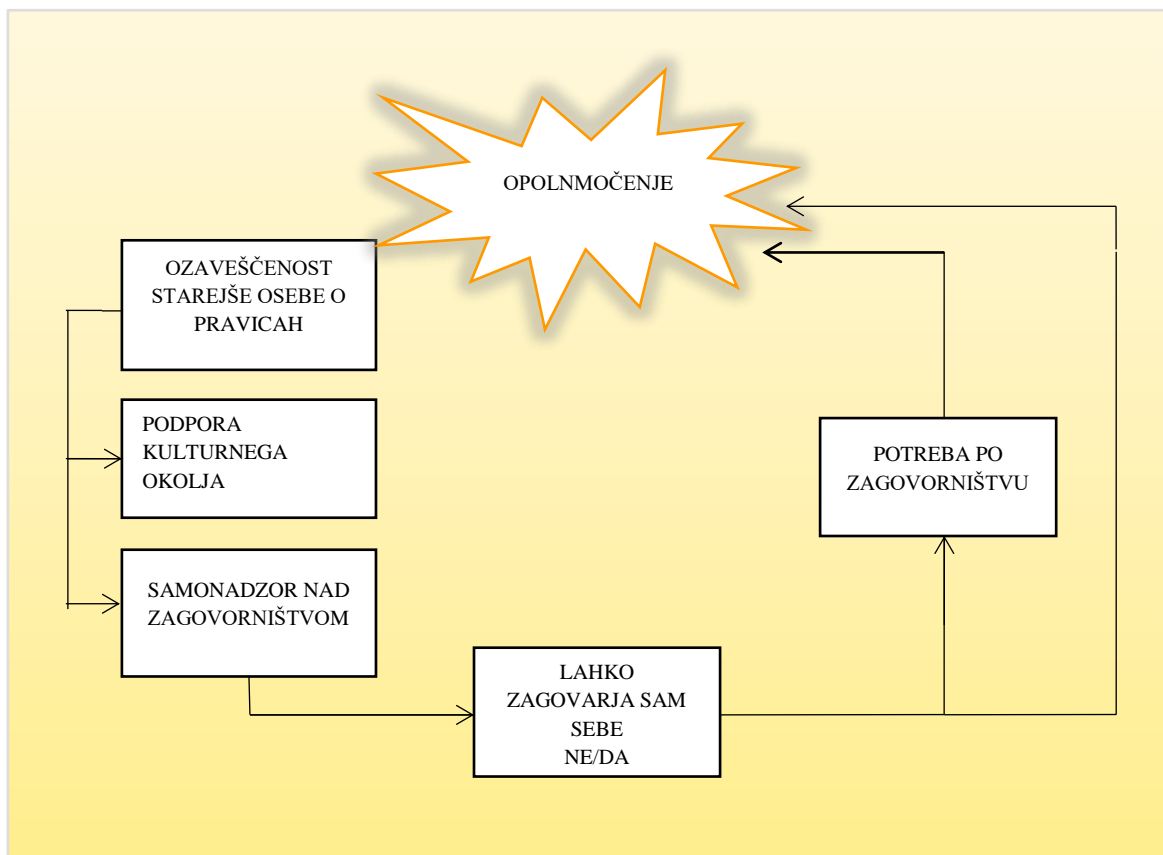 OPOLNMOČENJE
OZAVEŠČENOST
STAREJŠE OSEBE O
PRAVICAH
PODPORA
KULTURNEGA
OKOLJA
SAMONADZOR NAD
ZAGOVORNIŠTVOM
LAHKO
ZAGOVARJA SAM
SEBE
NE/DA
POTREBA PO
ZAGOVORNIŠTVU